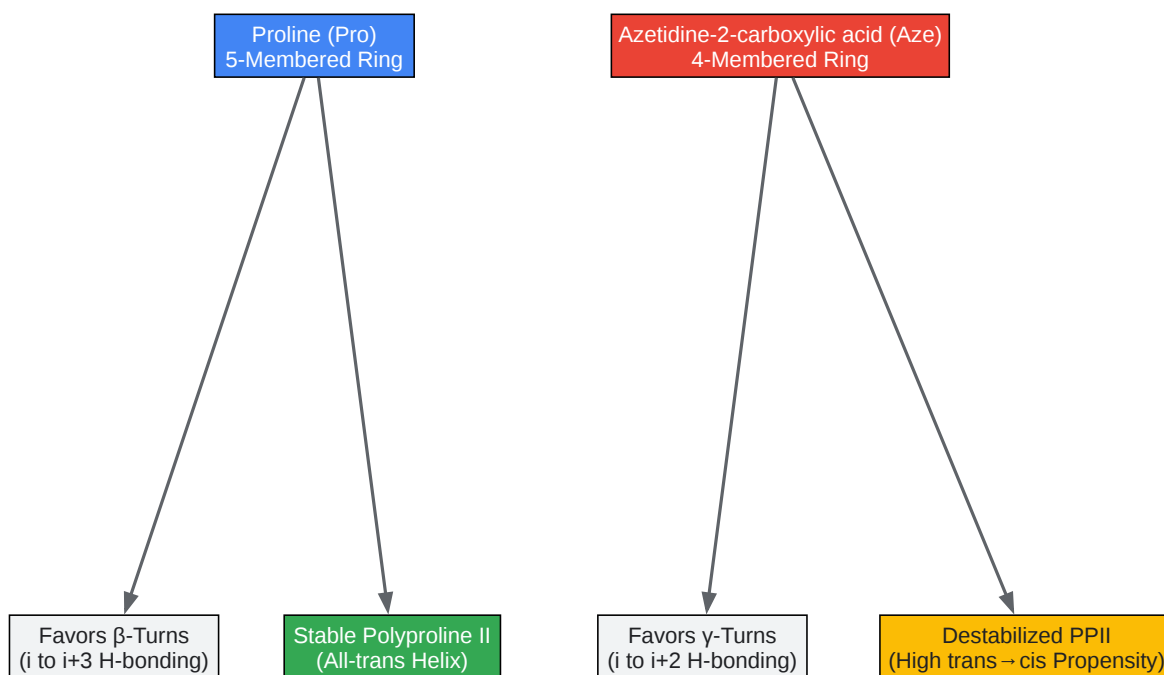 Proline (Pro)
5-Membered Ring
Azetidine-2-carboxylic acid (Aze)
4-Membered Ring
Favors β-Turns
(i to i+3 H-bonding)
Stable Polyproline II
(All-trans Helix)
Favors γ-Turns
(i to i+2 H-bonding)
Destabilized PPII
(High trans→cis Propensity)